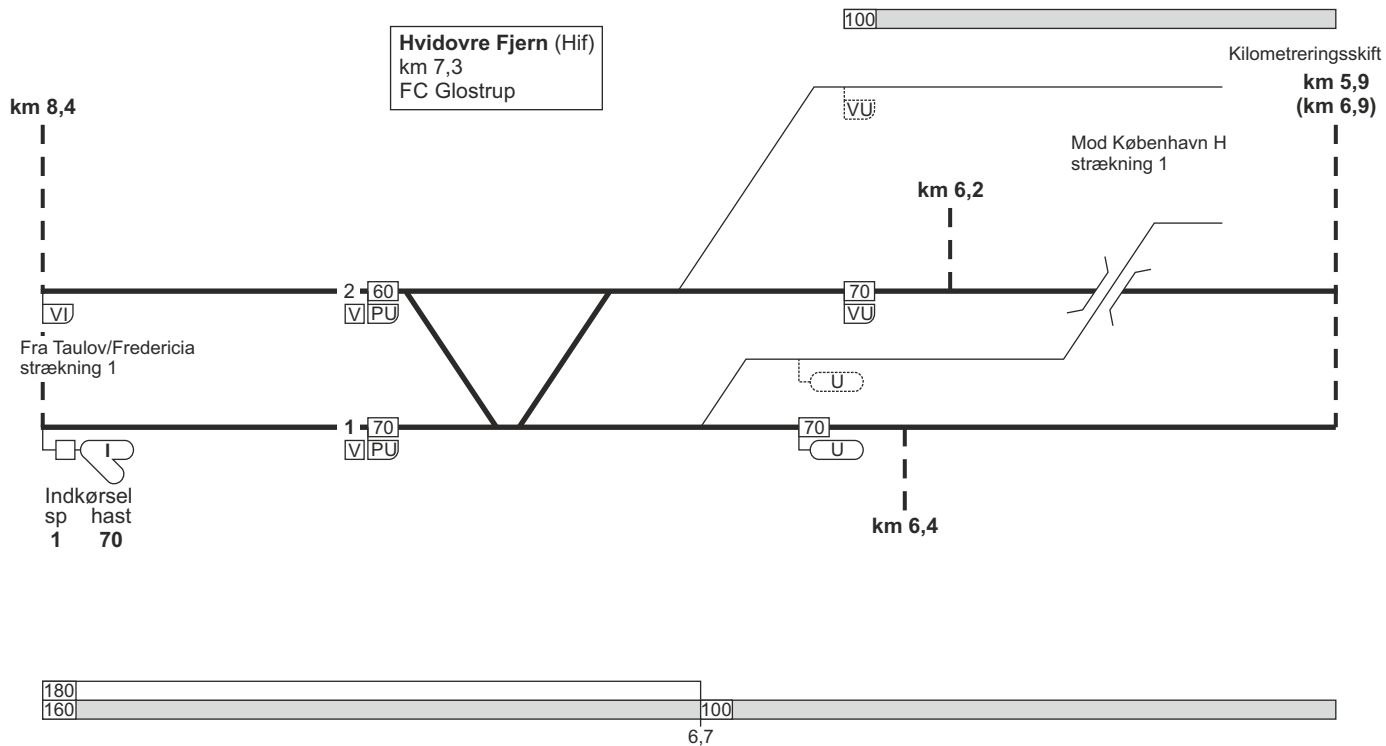 100
Hvidovre Fjern (Hif)
km 7,3
FC Glostrup
Kilometreringsskift
km 5,9
(km 6,9)
km 8,4
VU
Mod København H
strækning 1
km 6,2
2 60
70
VI
V PU
VU
Fra Taulov/Fredericia
strækning 1
U
1 70
70
V PU
U
I
Indkørsel
sp hast
1 70
km 6,4
180
160
100
6,7